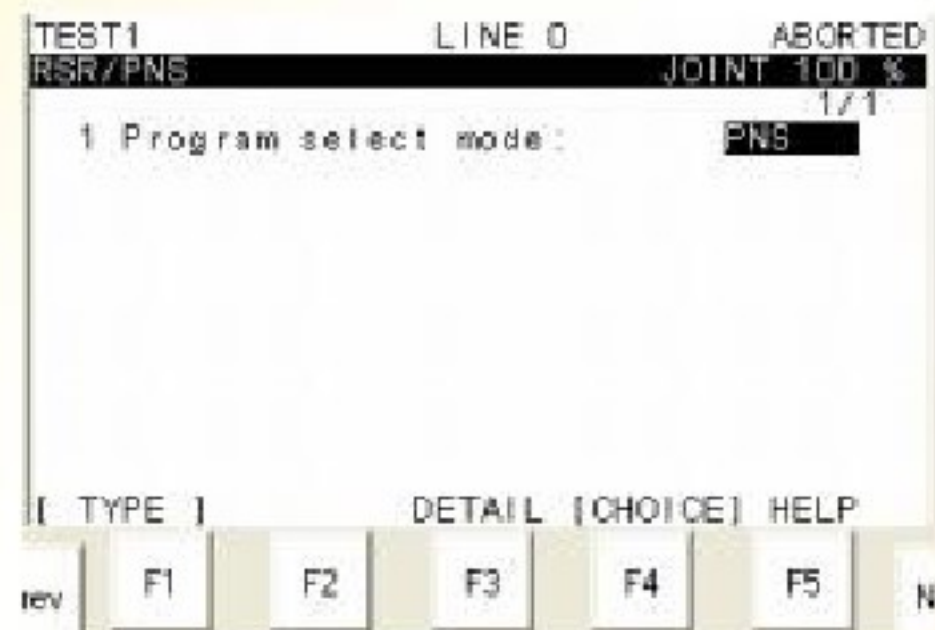 TEST1 LINE 0 ABORTED
RSR/PNS JOINT 100 %
1/1
1 Program select mode: PNS
[ TYPE ] DETAIL [CHOICE] HELP
rev F1 F2 F3 F4 F5 N